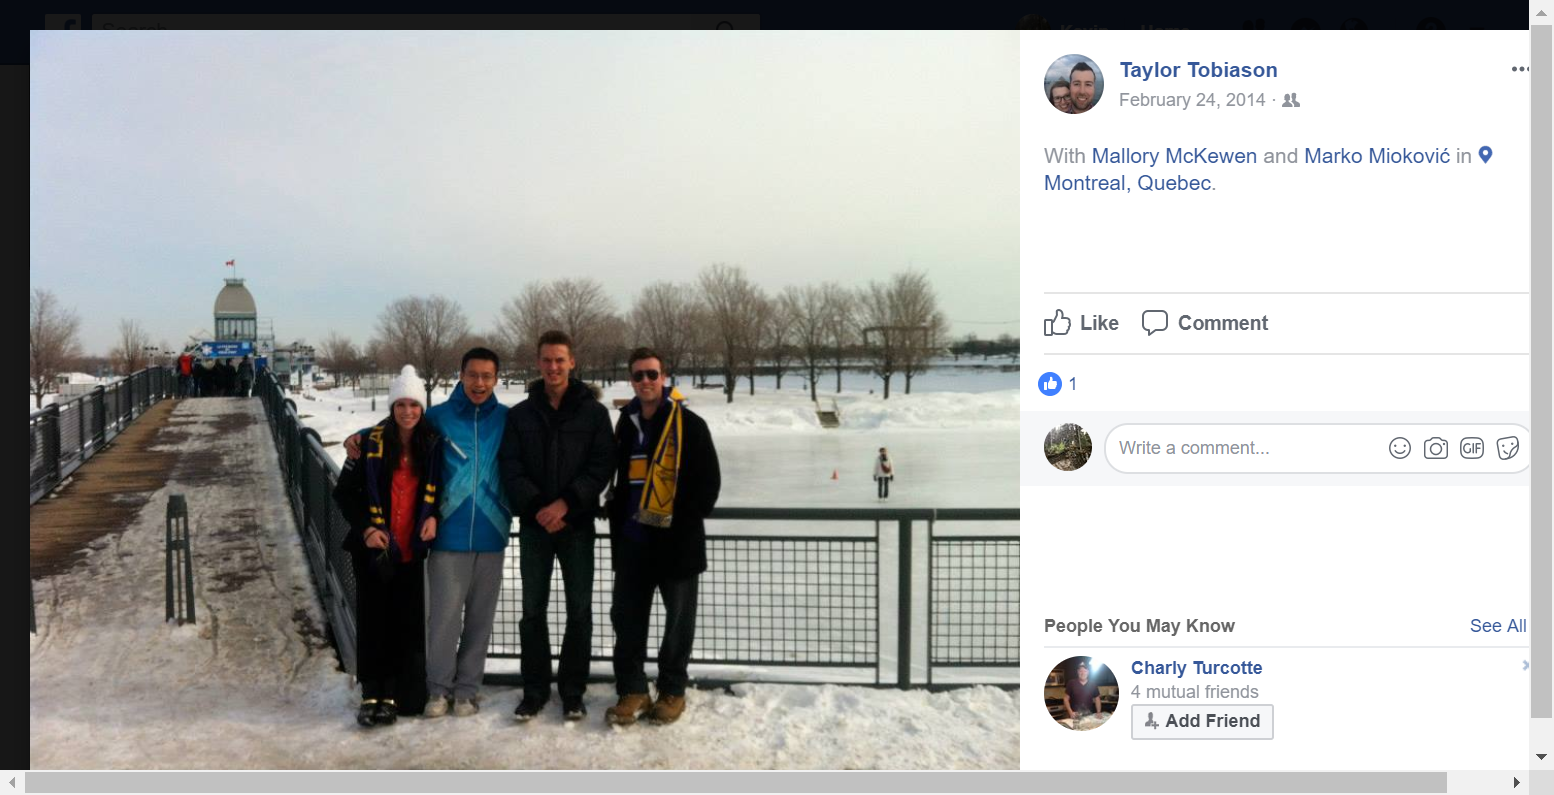 Search
Taylor Tobiason
February 24, 2014 ·
With Mallory McKewen and Marko Mioković in
Montreal, Quebec.
Like Comment
1
Write a comment...
GIF
People You May Know See All
Charly Turcotte
4 mutual friends
Add Friend